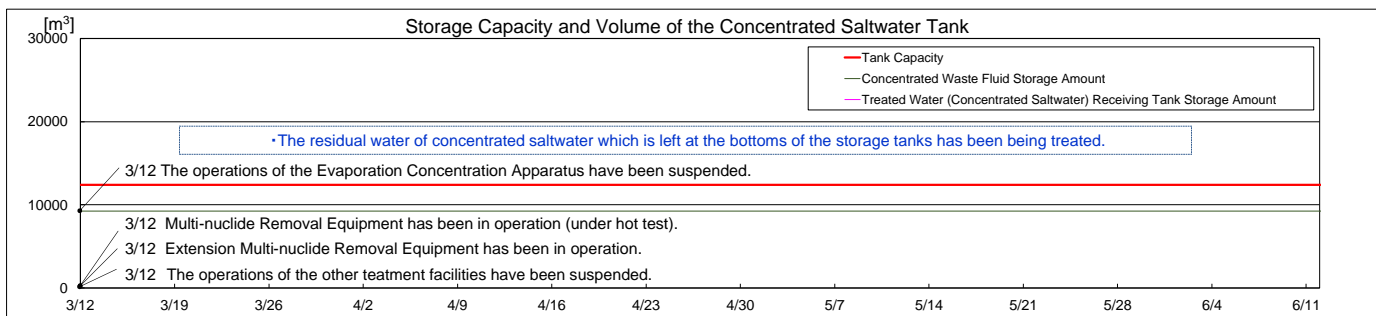 Storage Capacity and Volume of the Concentrated Saltwater Tank
[m³]
30000
Tank Capacity
Concentrated Waste Fluid Storage Amount
Treated Water (Concentrated Saltwater) Receiving Tank Storage Amount
20000
・The residual water of concentrated saltwater which is left at the bottoms of the storage tanks has been being treated.
3/12 The operations of the Evaporation Concentration Apparatus have been suspended.
10000
3/12 Multi-nuclide Removal Equipment has been in operation (under hot test).
3/12 Extension Multi-nuclide Removal Equipment has been in operation.
3/12 The operations of the other teatment facilities have been suspended.
0
3/12 3/19 3/26 4/2 4/9 4/16 4/23 4/30 5/7 5/14 5/21 5/28 6/4 6/11